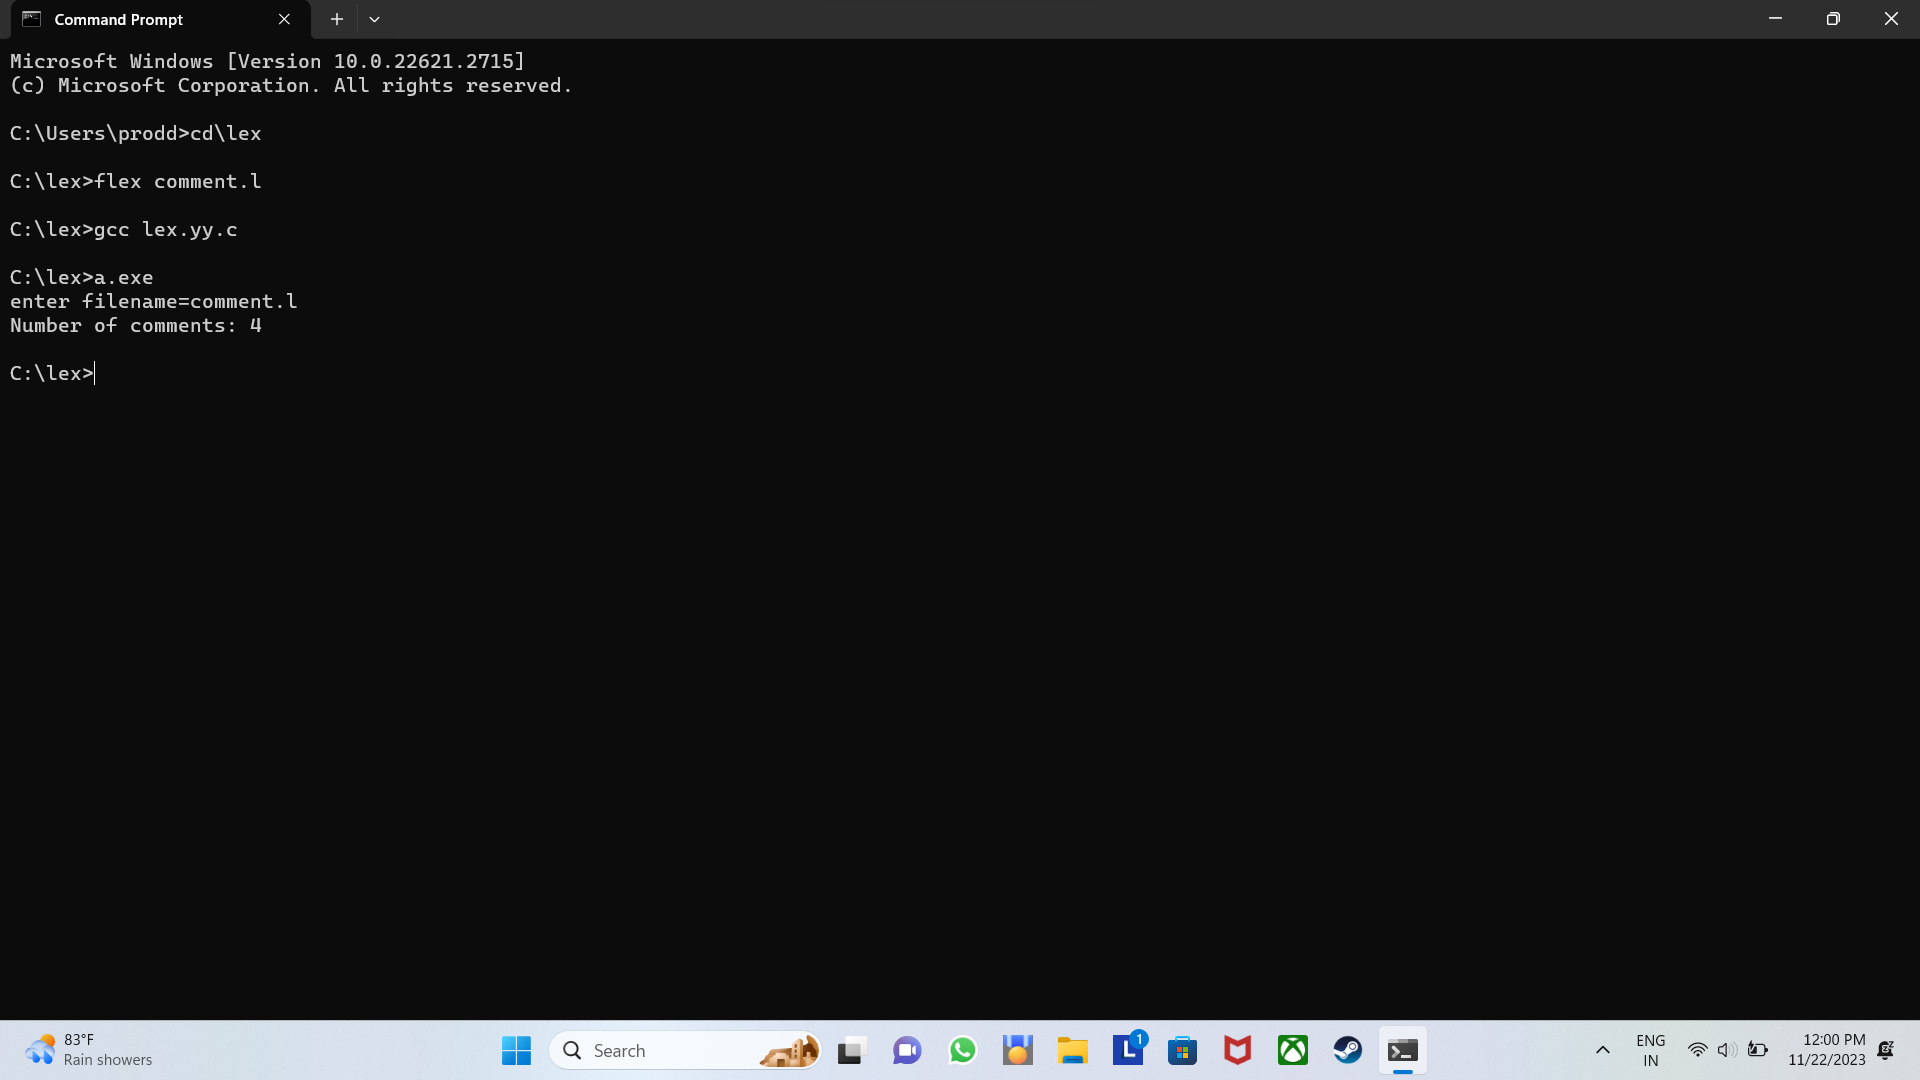 Command Prompt
Microsoft Windows [Version 10.0.22621.2715]
(c) Microsoft Corporation. All rights reserved.
C:\Users\prodd>cd\lex
C:\lex>flex comment.l
C:\lex>gcc lex.yy.c
C:\lex>a.exe
enter filename=comment.l
Number of comments: 4
C:\lex>
83°F
Rain showers
Search
L
1
ENG
IN
12:00 PM
11/22/2023